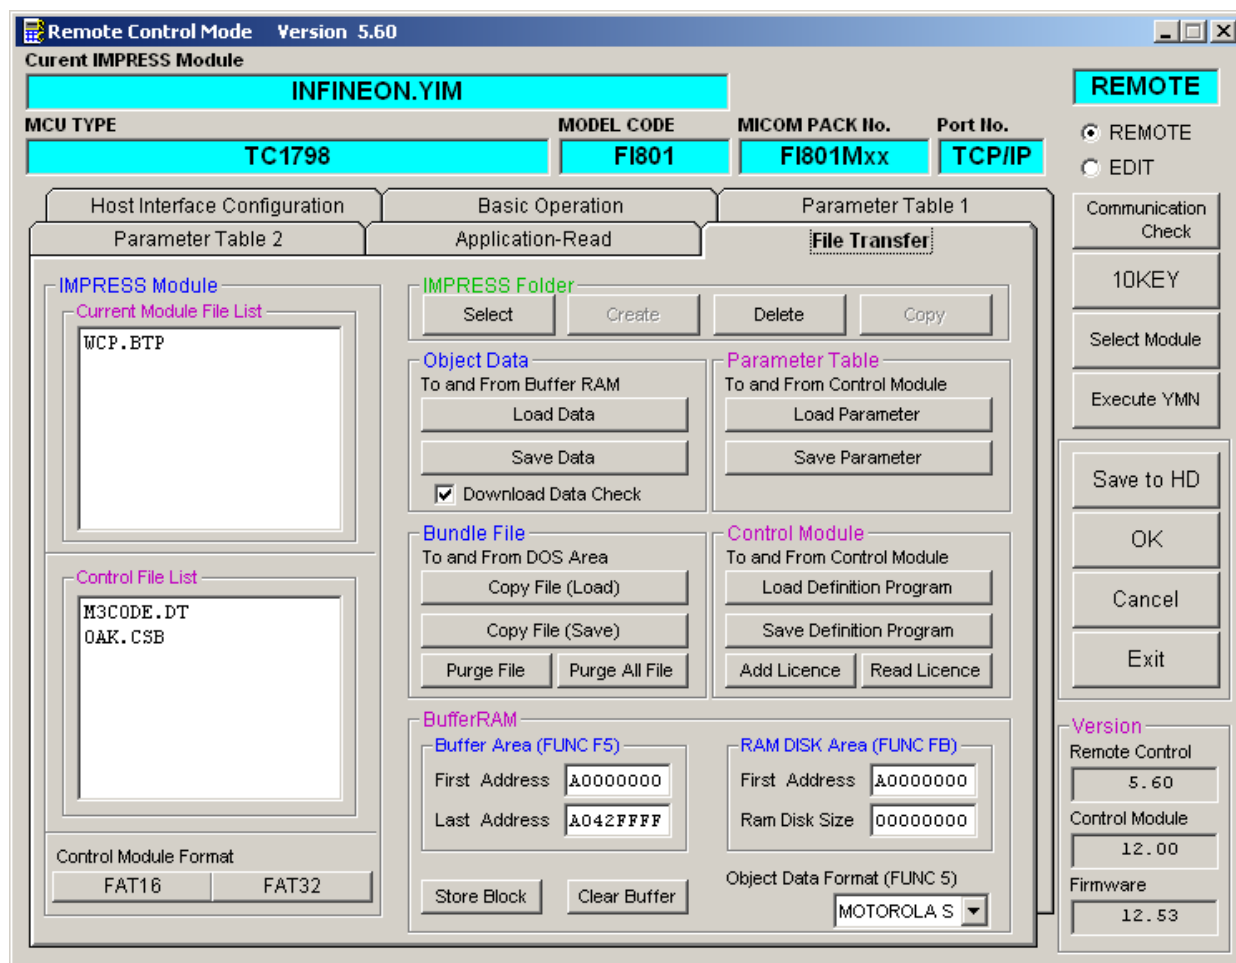 Remote Control Mode Version 5.60
Curent IMPRESS Module
INFINEON.YIM
REMOTE
MCU TYPE MODEL CODE MICOM PACK No. Port No.
TC1798 FI801 FI801Mxx TCP/IP
REMOTE
EDIT
Host Interface Configuration Basic Operation Parameter Table 1
Parameter Table 2 Application-Read File Transfer
Communication
Check
10KEY
Select Module
Execute YMN
IMPRESS Module
Current Module File List
WCP.BTP
Control File List
M3CODE.DT
OAK.CSB
Control Module Format
FAT16 FAT32
IMPRESS Folder
Select Create Delete Copy
Object Data
To and From Buffer RAM
Load Data
Save Data
Download Data Check
Parameter Table
To and From Control Module
Load Parameter
Save Parameter
Bundle File
To and From DOS Area
Copy File (Load)
Copy File (Save)
Purge File Purge All File
Control Module
To and From Control Module
Load Definition Program
Save Definition Program
Add Licence Read Licence
BufferRAM
Buffer Area (FUNC F5)
First Address A0000000
Last Address A042FFFF
RAM DISK Area (FUNC FB)
First Address A0000000
Ram Disk Size 00000000
Store Block Clear Buffer
Object Data Format (FUNC 5)
MOTOROLA S
Save to HD
OK
Cancel
Exit
Version
Remote Control
5.60
Control Module
12.00
Firmware
12.53